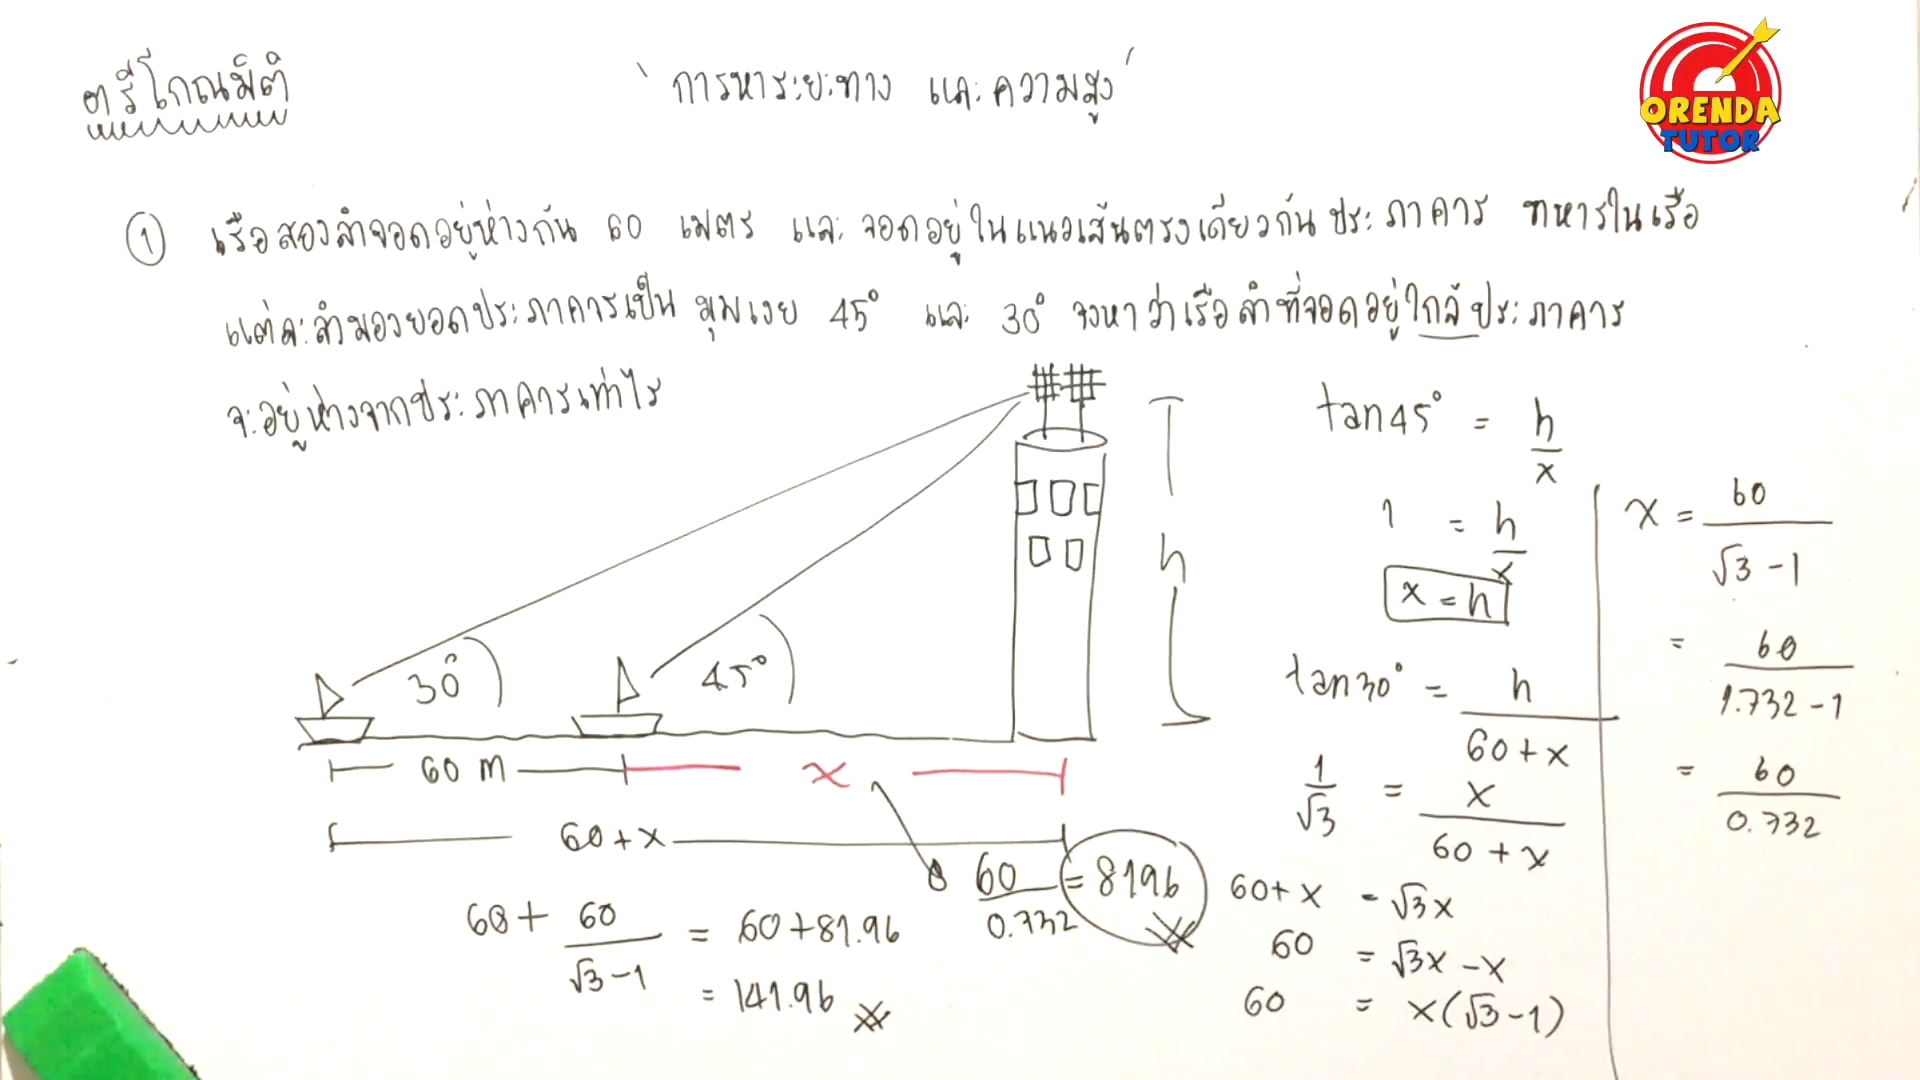 ตรีโกณมิติ
" การหาระยะทาง และ ความสูง "
ORENDA
TUTOR
① เรือสองลำจอดอยู่ห่างกัน 60 เมตร และ จอดอยู่ในแนวเส้นตรงเดียวกันประภาคาร ทหารในเรือ
แต่ละลำมองยอดประภาคารเป็น มุมเงย 45° และ 30° จงหาว่าเรือลำที่จอดอยู่ใกล้ประภาคาร
จะอยู่ห่างจากประภาคารเท่าไร
30°
45°
h
60 m
x
60+x
60/0.732 = 81.96
60 + 60/(√3-1) = 60+81.96
= 141.96
tan45° = h/x
1 = h/x
x = h
tan30° = h/(60+x)
1/√3 = x/(60+x)
60+x = √3x
60 = √3x - x
60 = x(√3-1)
x = 60/(√3-1)
= 60/(1.732-1)
= 60/0.732